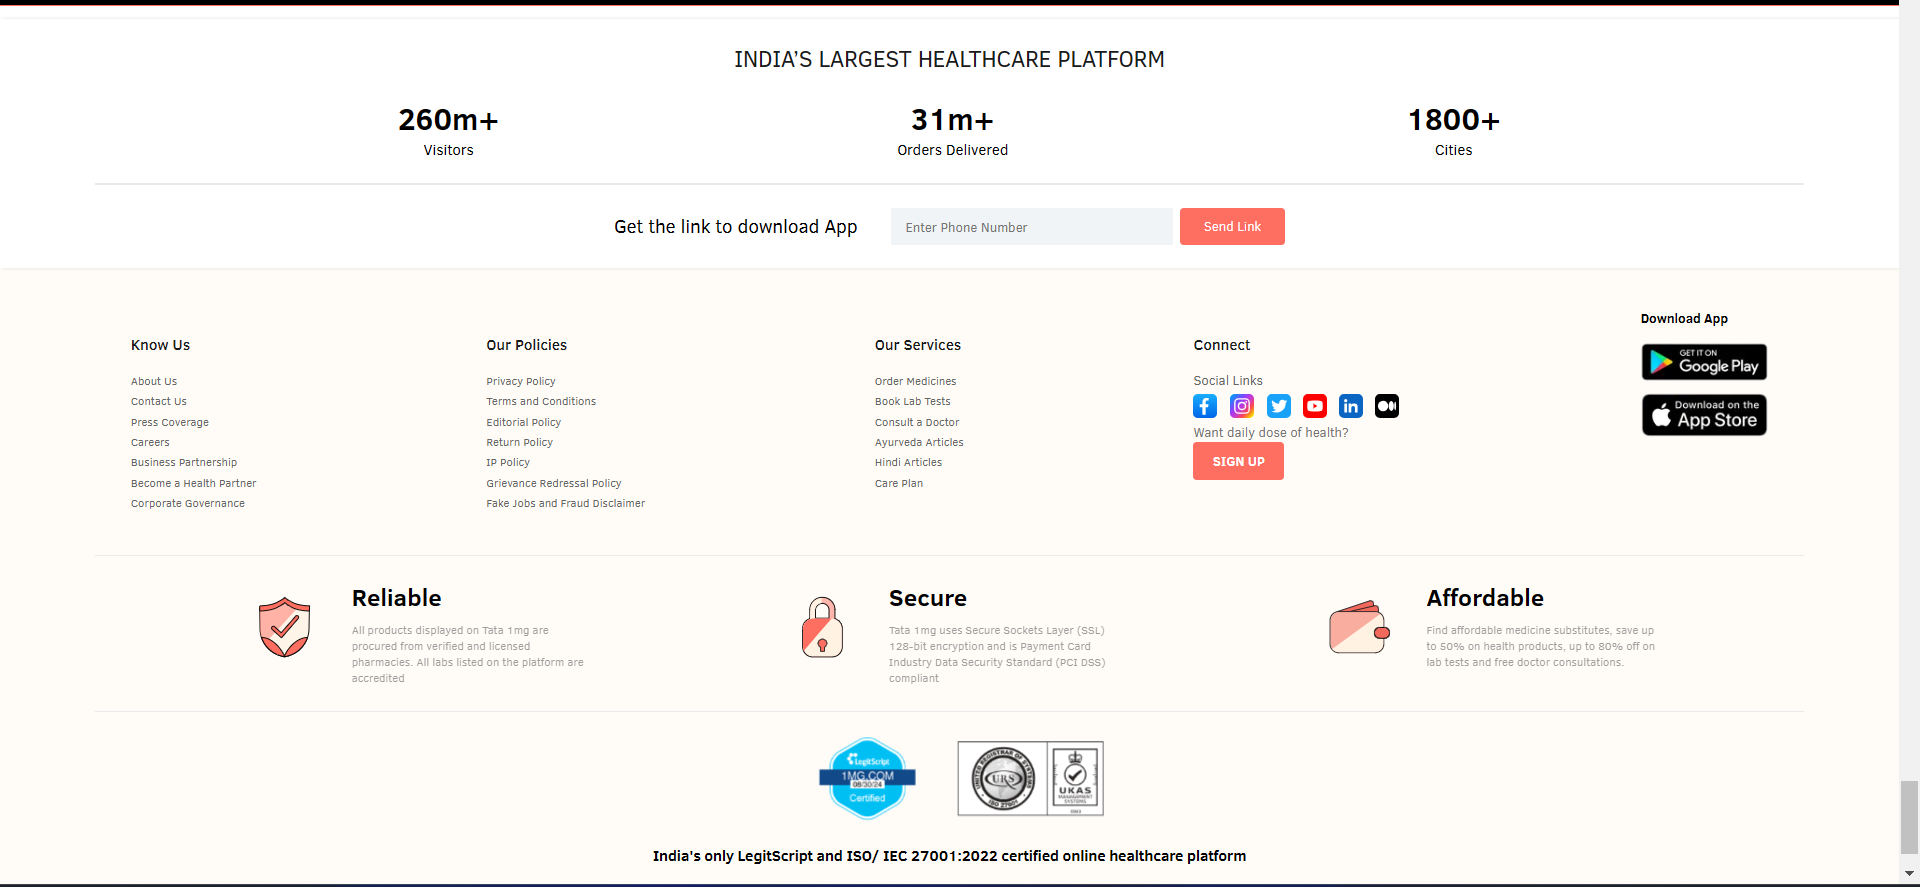 INDIA’S LARGEST HEALTHCARE PLATFORM
260m+
Visitors
31m+
Orders Delivered
1800+
Cities
Get the link to download App
Enter Phone Number
Send Link
Know Us
About Us
Contact Us
Press Coverage
Careers
Business Partnership
Become a Health Partner
Corporate Governance
Our Policies
Privacy Policy
Terms and Conditions
Editorial Policy
Return Policy
IP Policy
Grievance Redressal Policy
Fake Jobs and Fraud Disclaimer
Our Services
Order Medicines
Book Lab Tests
Consult a Doctor
Ayurveda Articles
Hindi Articles
Care Plan
Connect
Social Links
Want daily dose of health?
SIGN UP
Download App
GET IT ON
Google Play
Download on the
App Store
Reliable
All products displayed on Tata 1mg are
procured from verified and licensed
pharmacies. All labs listed on the platform are
accredited
Secure
Tata 1mg uses Secure Sockets Layer (SSL)
128-bit encryption and is Payment Card
Industry Data Security Standard (PCI DSS)
compliant
Affordable
Find affordable medicine substitutes, save up
to 50% on health products, up to 80% off on
lab tests and free doctor consultations.
LegitScript
1MG.COM
08/30/24
Certified
UNITED REGISTRAR OF SYSTEMS
URS
ISO 27001
UKAS
MANAGEMENT
SYSTEMS
India's only LegitScript and ISO/ IEC 27001:2022 certified online healthcare platform